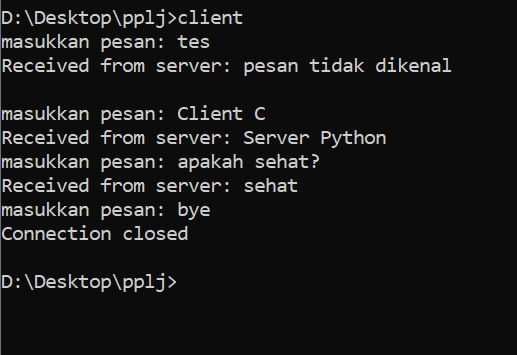 D:\Desktop\pplj>client
masukkan pesan: tes
Received from server: pesan tidak dikenal
masukkan pesan: Client C
Received from server: Server Python
masukkan pesan: apakah sehat?
Received from server: sehat
masukkan pesan: bye
Connection closed
D:\Desktop\pplj>